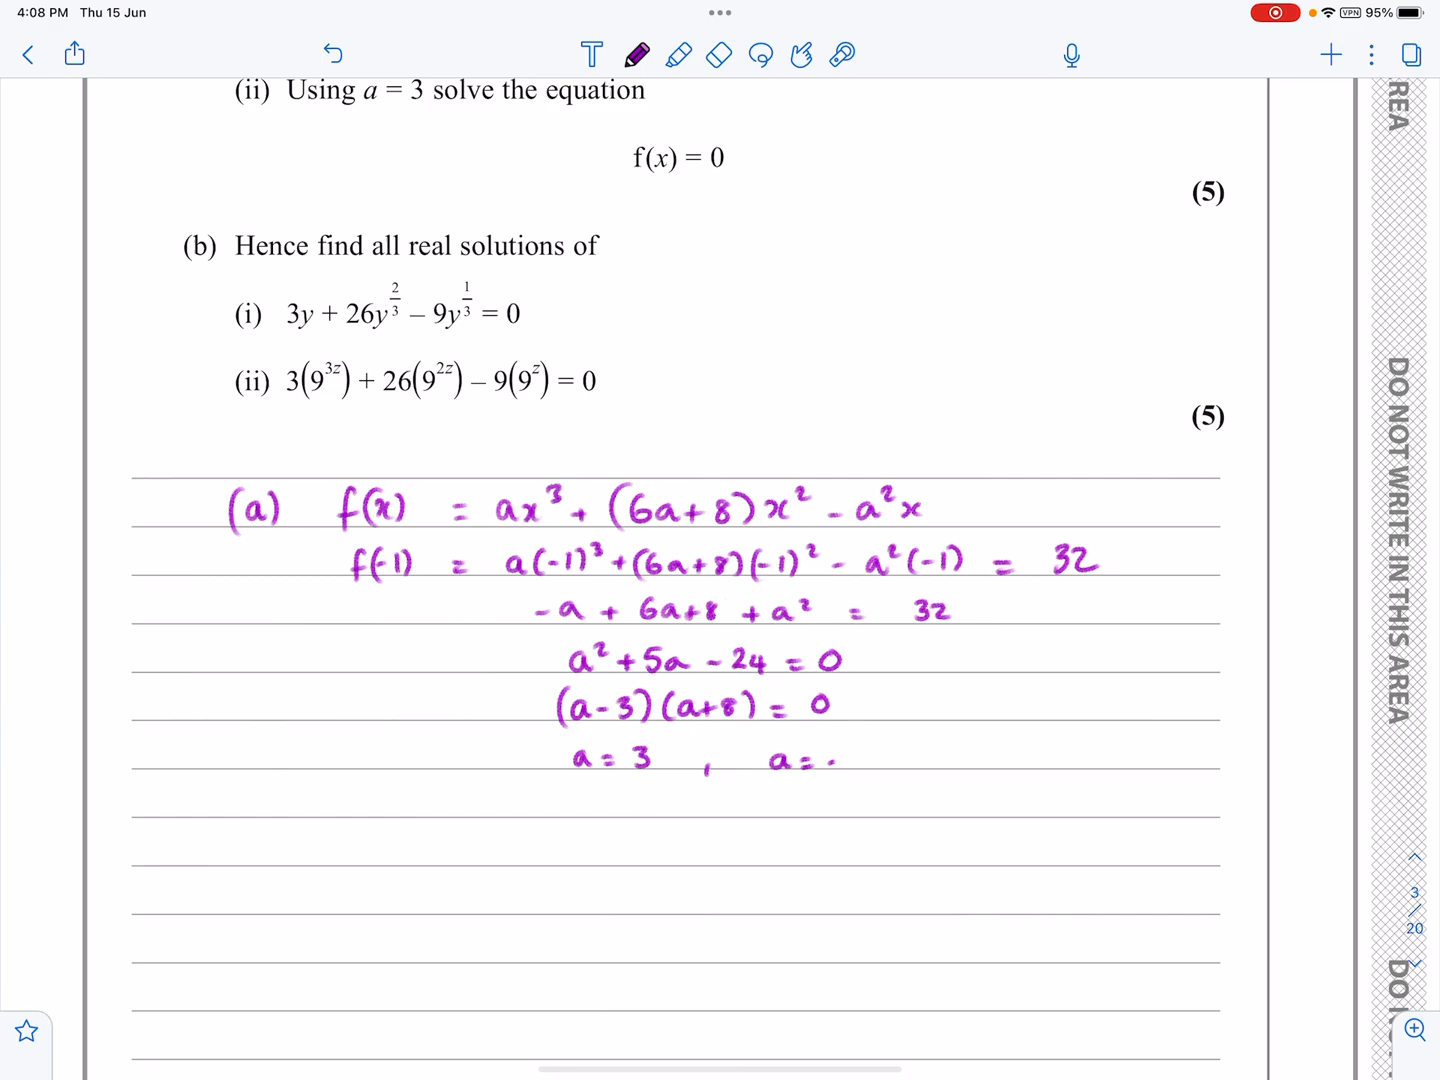 4:08 PM Thu 15 Jun
VPN 95%
(ii) Using a = 3 solve the equation
f(x) = 0
(5)
(b) Hence find all real solutions of
(i) 3y + 26y^{2/3} – 9y^{1/3} = 0
(ii) 3(9^{3z}) + 26(9^{2z}) – 9(9^{z}) = 0
(5)
(a) f(x) = ax³ + (6a+8)x² - a²x
f(-1) = a(-1)³ + (6a+8)(-1)² - a²(-1) = 32
-a + 6a+8 + a² = 32
a² + 5a - 24 = 0
(a-3)(a+8) = 0
a = 3 , a =
REA
DO NOT WRITE IN THIS AREA
3
/
20